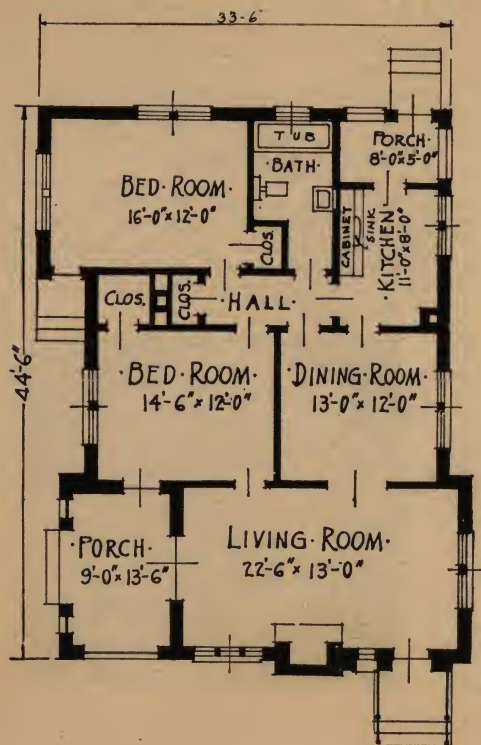 33-6'
TUB
·PORCH·
8'-0"x5'-0"
·BATH·
BED·ROOM·
16'-0"x12'-0"
CABINET
SINK
·KITCHEN·
11'-0"x8'-0"
CLOS.
CLOS.
CLOS.
·HALL·
44'-6"
·BED·ROOM·
14'-6"x12'-0"
·DINING·ROOM·
13'-0"x12'-0"
·PORCH·
9'-0"x13'-6"
LIVING·ROOM·
22'-6"x13'-0"